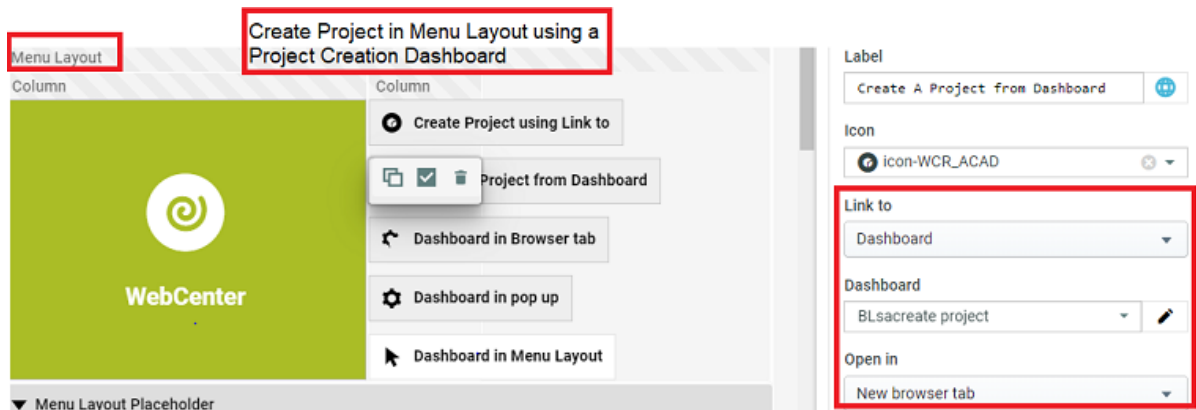 Create Project in Menu Layout using a
Project Creation Dashboard
Menu Layout
Column
Column
Create Project using Link to
Project from Dashboard
Dashboard in Browser tab
WebCenter
Dashboard in pop up
Dashboard in Menu Layout
Menu Layout Placeholder
Label
Create A Project from Dashboard
Icon
icon-WCR_ACAD
Link to
Dashboard
Dashboard
BLsacreate project
Open in
New browser tab